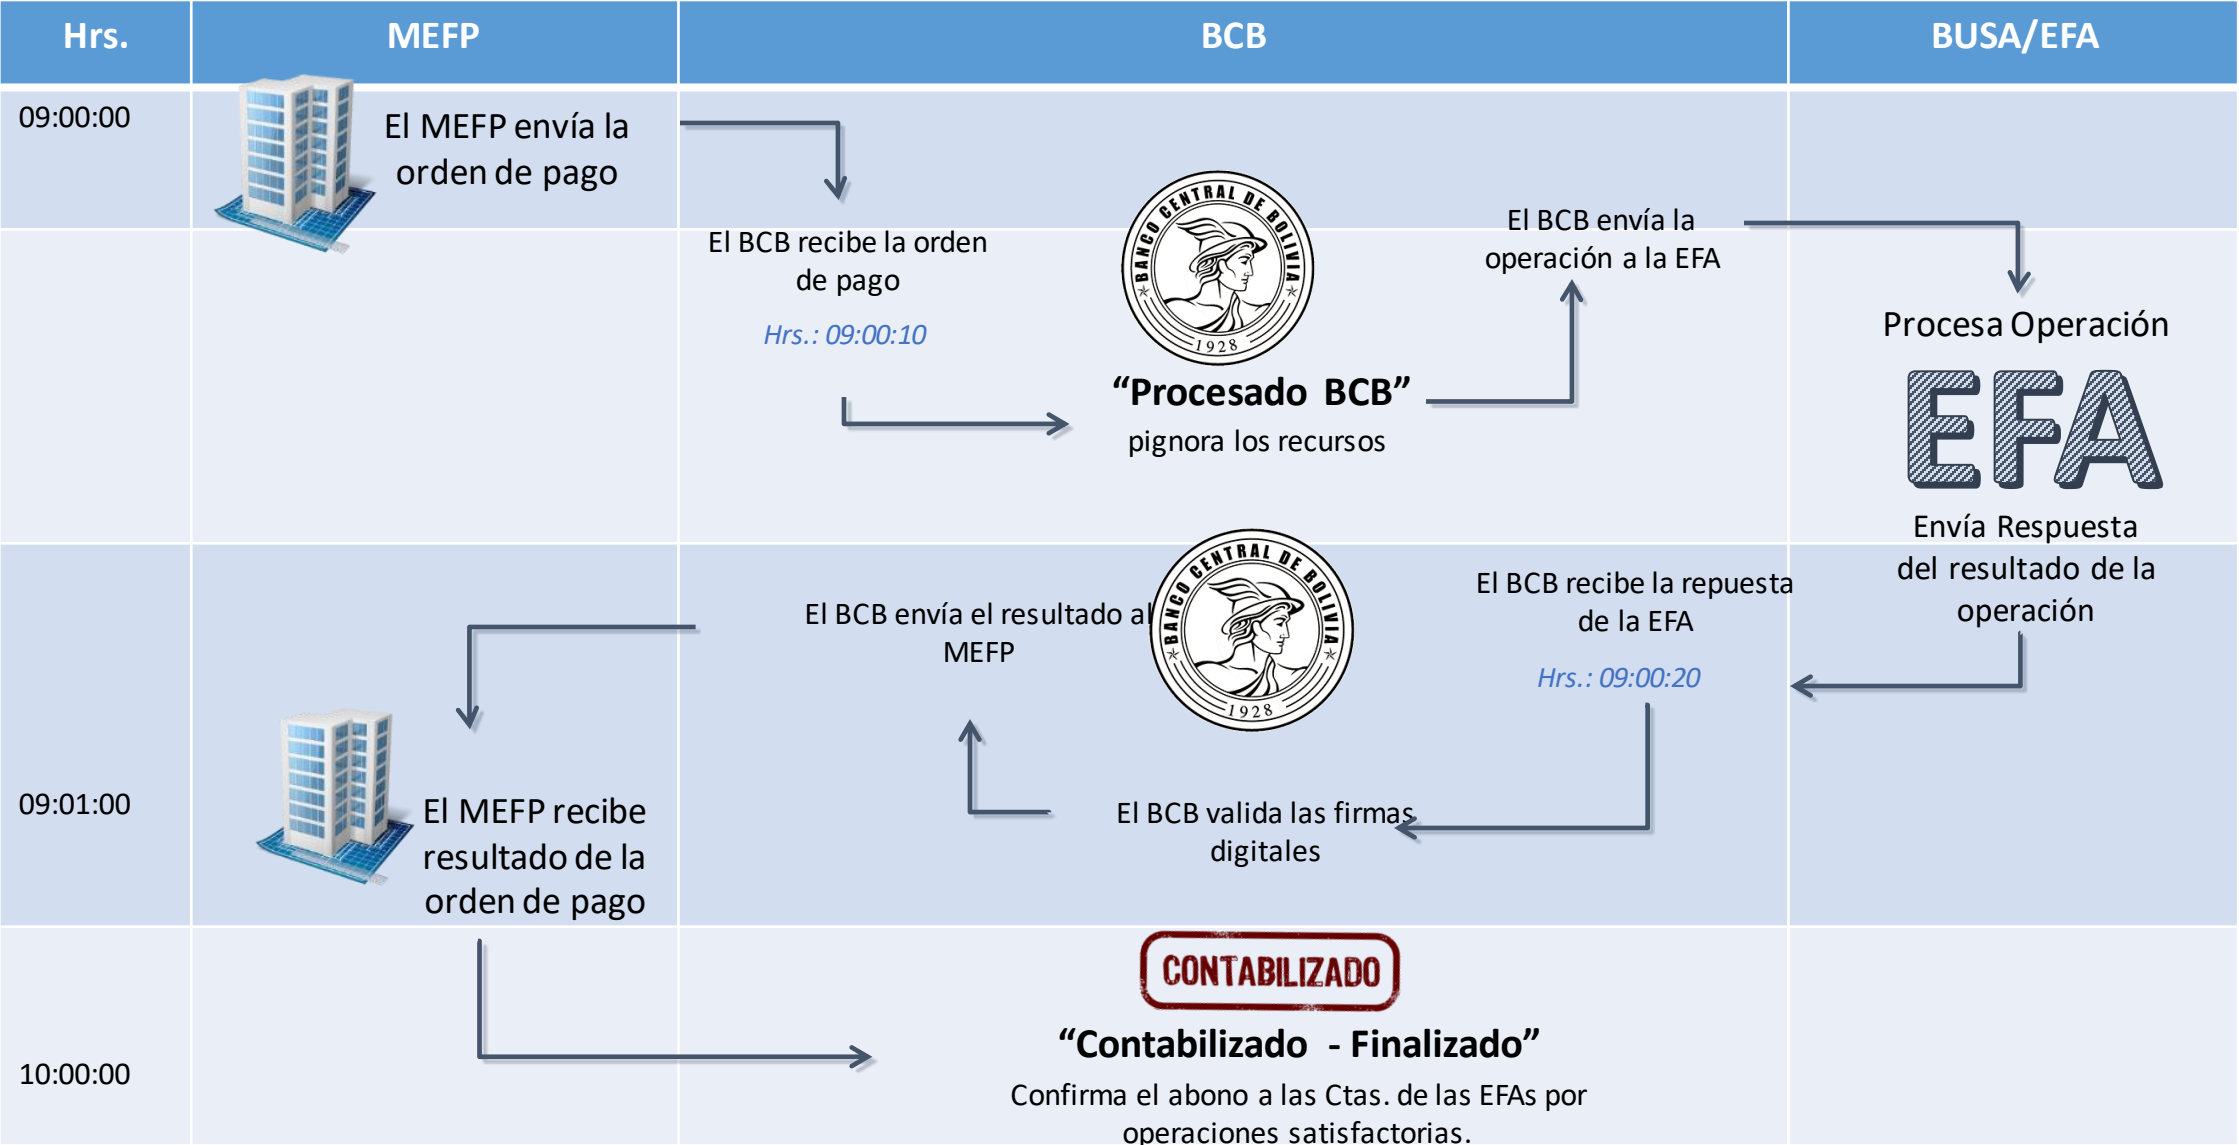 Hrs.
MEFP
BCB
BUSA/EFA
09:00:00
El MEFP envía la
orden de pago
El BCB recibe la orden
de pago
Hrs.: 09:00:10
BANCO CENTRAL DE BOLIVIA
1928
“Procesado BCB”
pignora los recursos
El BCB envía la
operación a la EFA
Procesa Operación
EFA
Envía Respuesta
del resultado de la
operación
El BCB recibe la repuesta
de la EFA
Hrs.: 09:00:20
El BCB valida las firmas
digitales
BANCO CENTRAL DE BOLIVIA
1928
El BCB envía el resultado al
MEFP
09:01:00
El MEFP recibe
resultado de la
orden de pago
10:00:00
CONTABILIZADO
“Contabilizado - Finalizado”
Confirma el abono a las Ctas. de las EFAs por
operaciones satisfactorias.